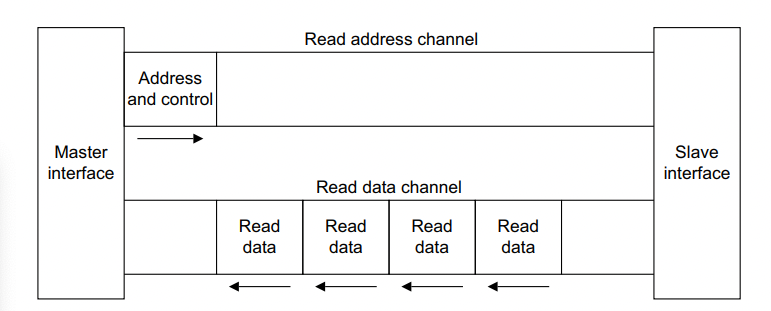 Read address channel
Address
and control
Master
interface
Slave
interface
Read data channel
Read
data
Read
data
Read
data
Read
data